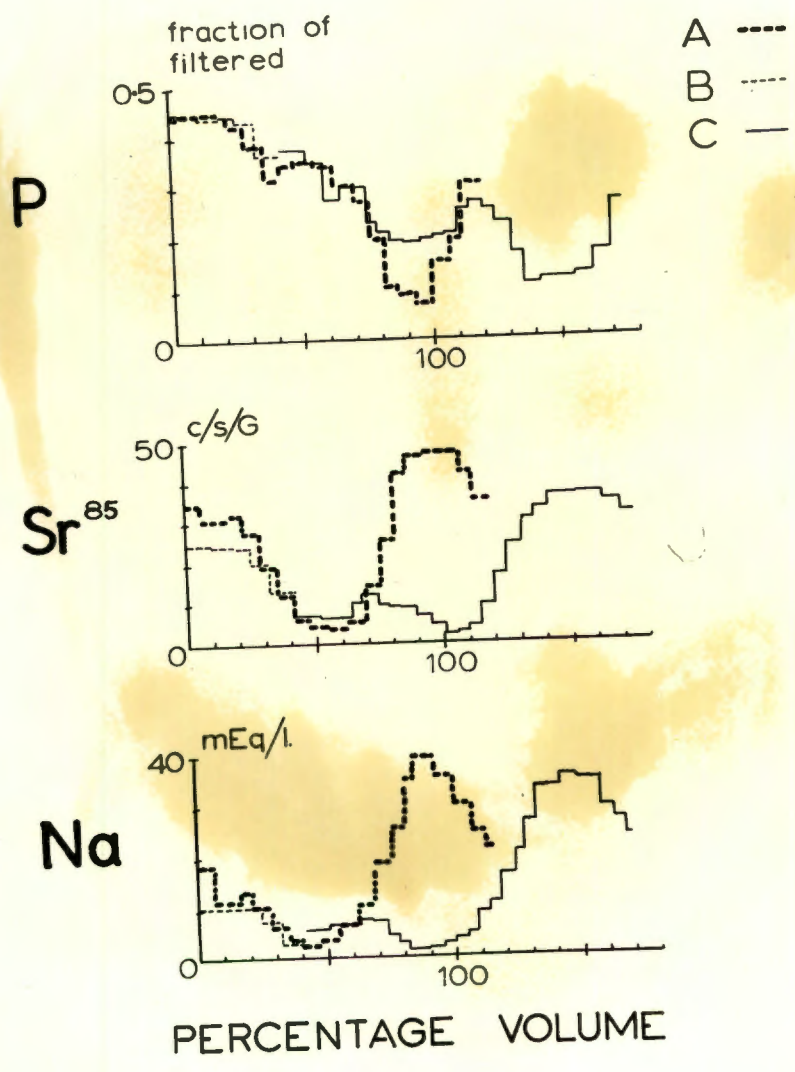 fraction of
filtered
A
B
C
0·5
P
0
100
c/s/G
50
Sr⁸⁵
0
100
mEq/l.
40
Na
0
100
PERCENTAGE VOLUME